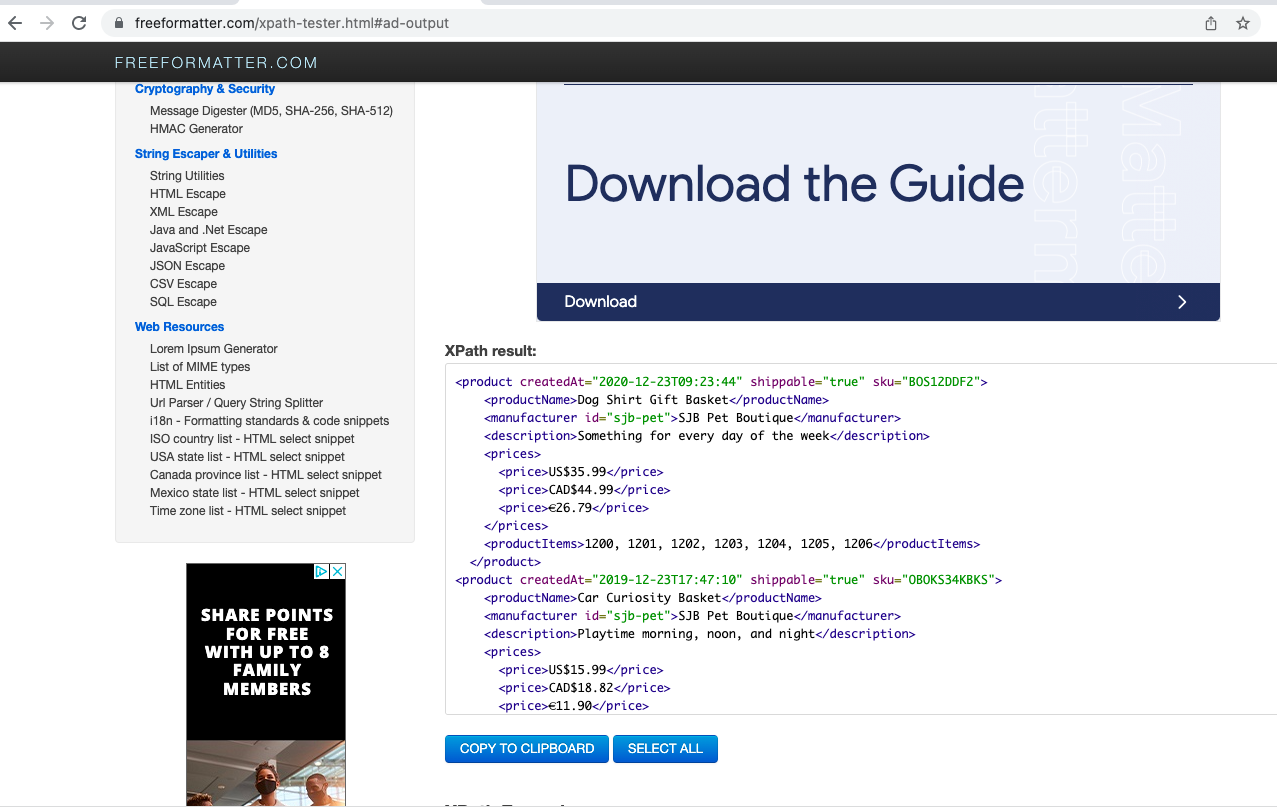 freeformatter.com/xpath-tester.html#ad-output
FREEFORMATTER.COM
Cryptography & Security
Message Digester (MD5, SHA-256, SHA-512)
HMAC Generator
String Escaper & Utilities
String Utilities
HTML Escape
XML Escape
Java and .Net Escape
JavaScript Escape
JSON Escape
CSV Escape
SQL Escape
Web Resources
Lorem Ipsum Generator
List of MIME types
HTML Entities
Url Parser / Query String Splitter
i18n - Formatting standards & code snippets
ISO country list - HTML select snippet
USA state list - HTML select snippet
Canada province list - HTML select snippet
Mexico state list - HTML select snippet
Time zone list - HTML select snippet
SHARE POINTS
FOR FREE
WITH UP TO 8
FAMILY
MEMBERS
Download the Guide
Download
XPath result:
<product createdAt="2020-12-23T09:23:44" shippable="true" sku="BOS12DDF2">
<productName>Dog Shirt Gift Basket</productName>
<manufacturer id="sjb-pet">SJB Pet Boutique</manufacturer>
<description>Something for every day of the week</description>
<prices>
<price>US$35.99</price>
<price>CAD$44.99</price>
<price>€26.79</price>
</prices>
<productItems>1200, 1201, 1202, 1203, 1204, 1205, 1206</productItems>
</product>
<product createdAt="2019-12-23T17:47:10" shippable="true" sku="OBOKS34KBKS">
<productName>Car Curiosity Basket</productName>
<manufacturer id="sjb-pet">SJB Pet Boutique</manufacturer>
<description>Playtime morning, noon, and night</description>
<prices>
<price>US$15.99</price>
<price>CAD$18.82</price>
<price>€11.90</price>
COPY TO CLIPBOARD
SELECT ALL